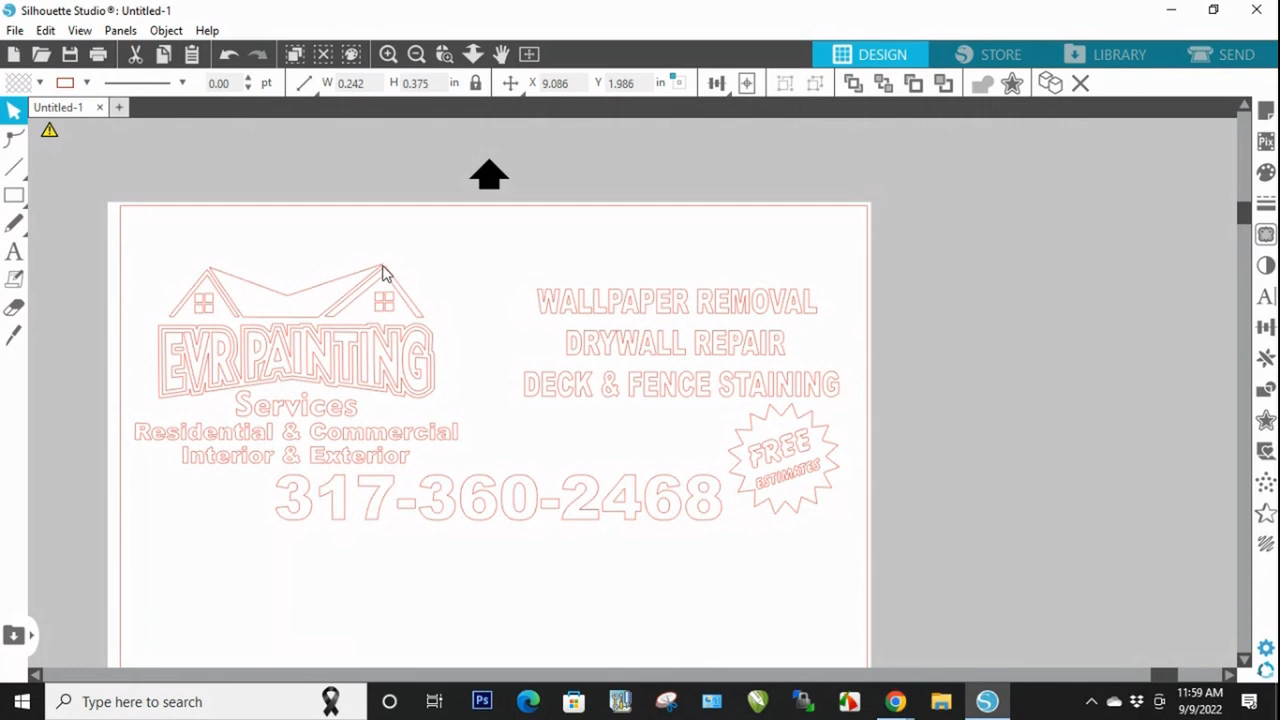 Silhouette Studio®: Untitled-1
File Edit View Panels Object Help
DESIGN STORE LIBRARY SEND
0.00 pt W 0.242 H 0.375 in X 9.086 Y 1.986 in
Untitled-1
EVR PAINTING
Services
Residential & Commercial
Interior & Exterior
WALLPAPER REMOVAL
DRYWALL REPAIR
DECK & FENCE STAINING
FREE
ESTIMATES
317-360-2468
Type here to search
11:59 AM
9/9/2022